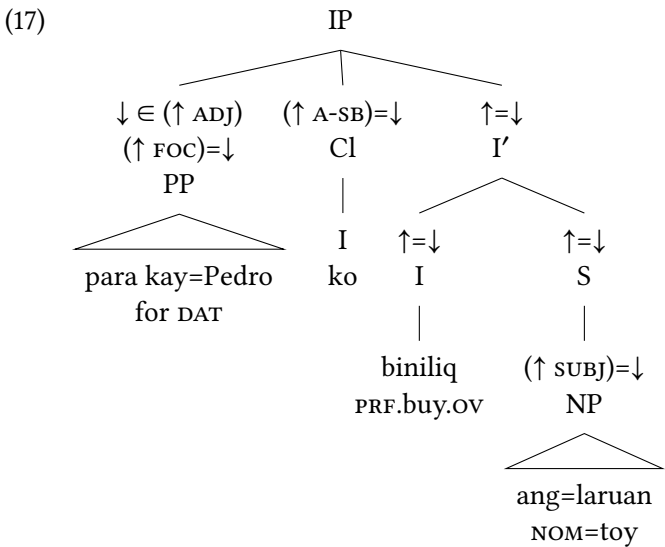 (17) IP
↓ ∈ (↑ ADJ) (↑ A-SB)=↓ ↑=↓
(↑ FOC)=↓ Cl I′
PP
I ↑=↓ ↑=↓
para kay=Pedro ko I S
for DAT
biniliq (↑ SUBJ)=↓
PRF.buy.OV NP
ang=laruan
NOM=toy